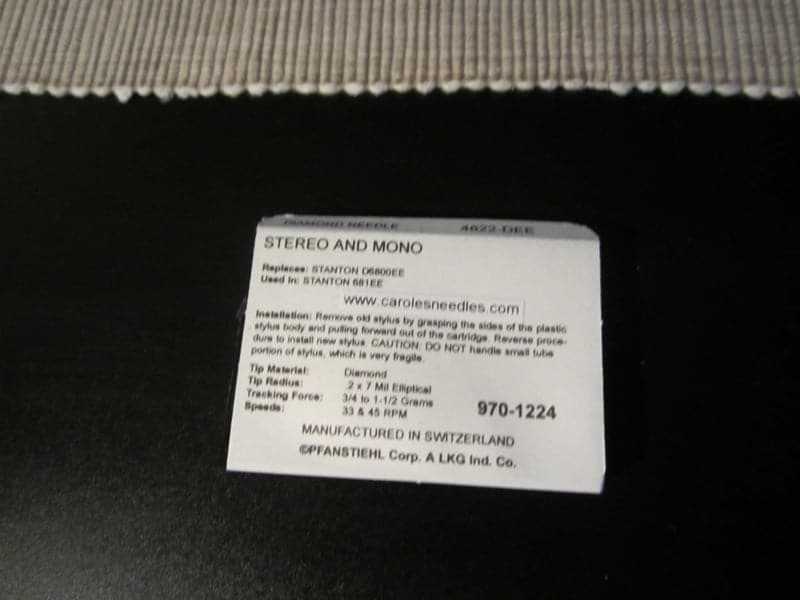 DIAMOND NEEDLE 4822-DEE
STEREO AND MONO
Replaces: STANTON D6800EE
Used In: STANTON 681EE
www.carolesneedles.com
Installation: Remove old stylus by grasping the sides of the plastic
stylus body and pulling forward out of the cartridge. Reverse proce-
dure to install new stylus. CAUTION: DO NOT handle small tube
portion of stylus, which is very fragile.
Tip Material: Diamond
Tip Radius: .2 x 7 Mil Elliptical
Tracking Force: 3/4 to 1-1/2 Grams
Speeds: 33 & 45 RPM
970-1224
MANUFACTURED IN SWITZERLAND
©PFANSTIEHL Corp. A LKG Ind. Co.